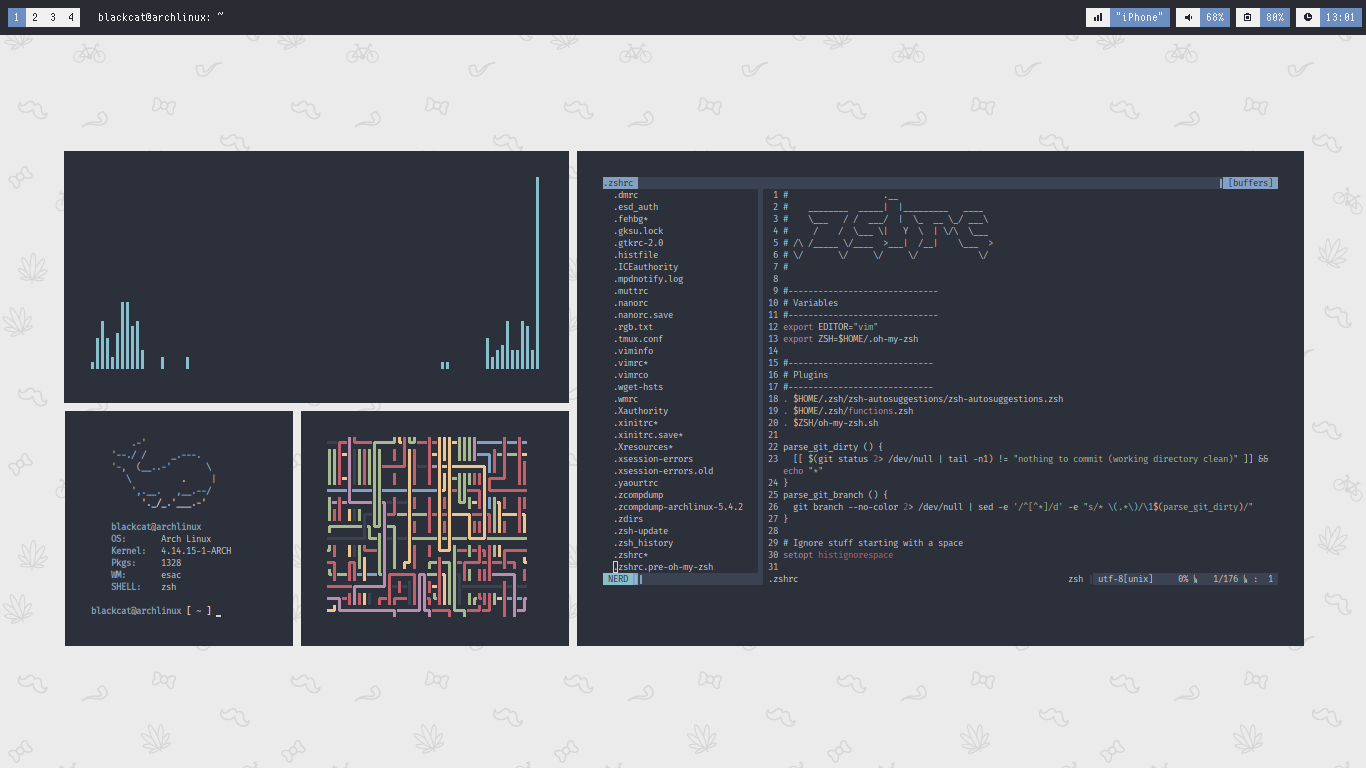 1 2 3 4 blackcat@archlinux: ~ "iPhone" 68% 80% 13:01
.zshrc [buffers]
.dmrc
.esd_auth
.fehbg*
.gksu.lock
.gtkrc-2.0
.histfile
.ICEauthority
.mpdnotify.log
.muttrc
.nanorc
.nanorc.save
.rgb.txt
.tmux.conf
.viminfo
.vimrc*
.vimrco
.wget-hsts
.wmrc
.Xauthority
.xinitrc*
.xinitrc.save*
.Xresources*
.xsession-errors
.xsession-errors.old
.yaourtrc
.zcompdump
.zcompdump-archlinux-5.4.2
.zdirs
.zsh-update
.zsh_history
.zshrc*
.zshrc.pre-oh-my-zsh
NERD
1 #
2 #
3 #
4 #
5 #
6 #
7 #
8
9 #------------------------------
10 # Variables
11 #------------------------------
12 export EDITOR="vim"
13 export ZSH=$HOME/.oh-my-zsh
14
15 #-----------------------------
16 # Plugins
17 #-----------------------------
18 . $HOME/.zsh/zsh-autosuggestions/zsh-autosuggestions.zsh
19 . $HOME/.zsh/functions.zsh
20 . $ZSH/oh-my-zsh.sh
21
22 parse_git_dirty () {
23 [[ $(git status 2> /dev/null | tail -n1) != "nothing to commit (working directory clean)" ]] &&
echo "*"
24 }
25 parse_git_branch () {
26 git branch --no-color 2> /dev/null | sed -e '/^[^*]/d' -e "s/* \(.*\)/\1$(parse_git_dirty)/"
27 }
28
29 # Ignore stuff starting with a space
30 setopt histignorespace
31
.zshrc zsh utf-8[unix] 0% 1/176 : 1
blackcat@archlinux
OS: Arch Linux
Kernel: 4.14.15-1-ARCH
Pkgs: 1328
WM: esac
SHELL: zsh
blackcat@archlinux [ ~ ] _